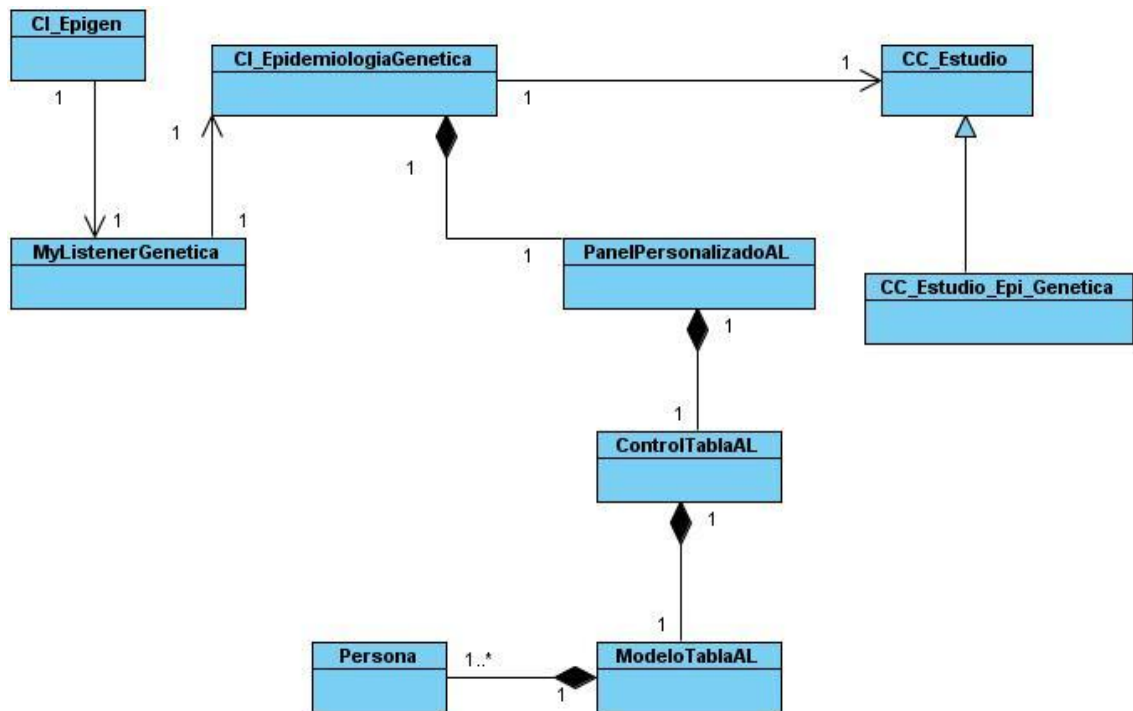 CI_Epigen
CI_EpidemiologiaGenetica
CC_Estudio
1
1
1
1
1
1
1
1
MyListenerGenetica
1
PanelPersonalizadoAL
CC_Estudio_Epi_Genetica
1
1
ControlTablaAL
1
1
Persona
1..*
1
ModeloTablaAL